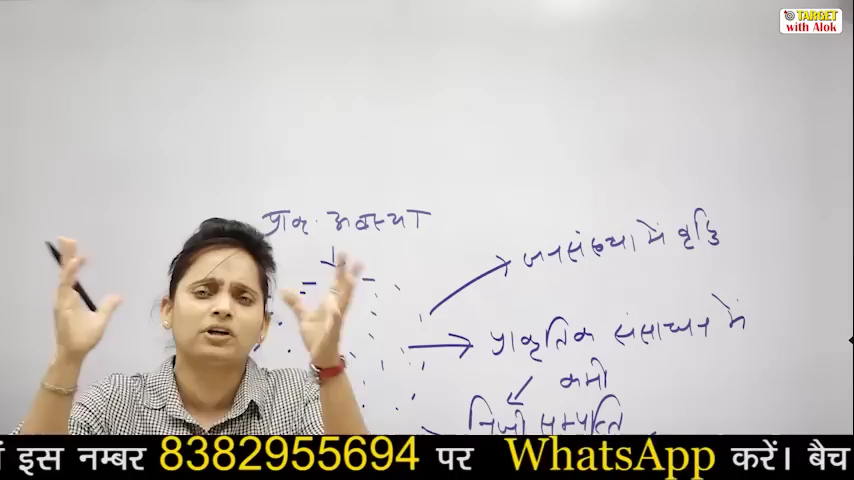 TARGET
with Alok
प्राकृ. अवस्था
जनसंख्या में वृद्धि
प्राकृतिक संसाधन में
कमी
निजी सम्पत्ति
इस नम्बर 8382955694 पर WhatsApp करें। बैच